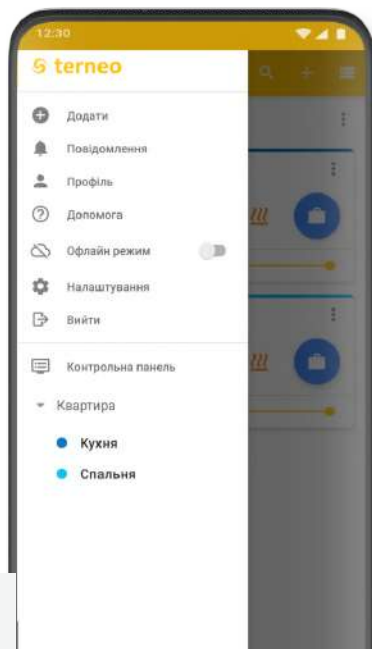 12:30
terneo
Додати
Повідомлення
Профіль
Допомога
Офлайн режим
Налаштування
Вийти
Контрольна панель
Квартира
Кухня
Спальня